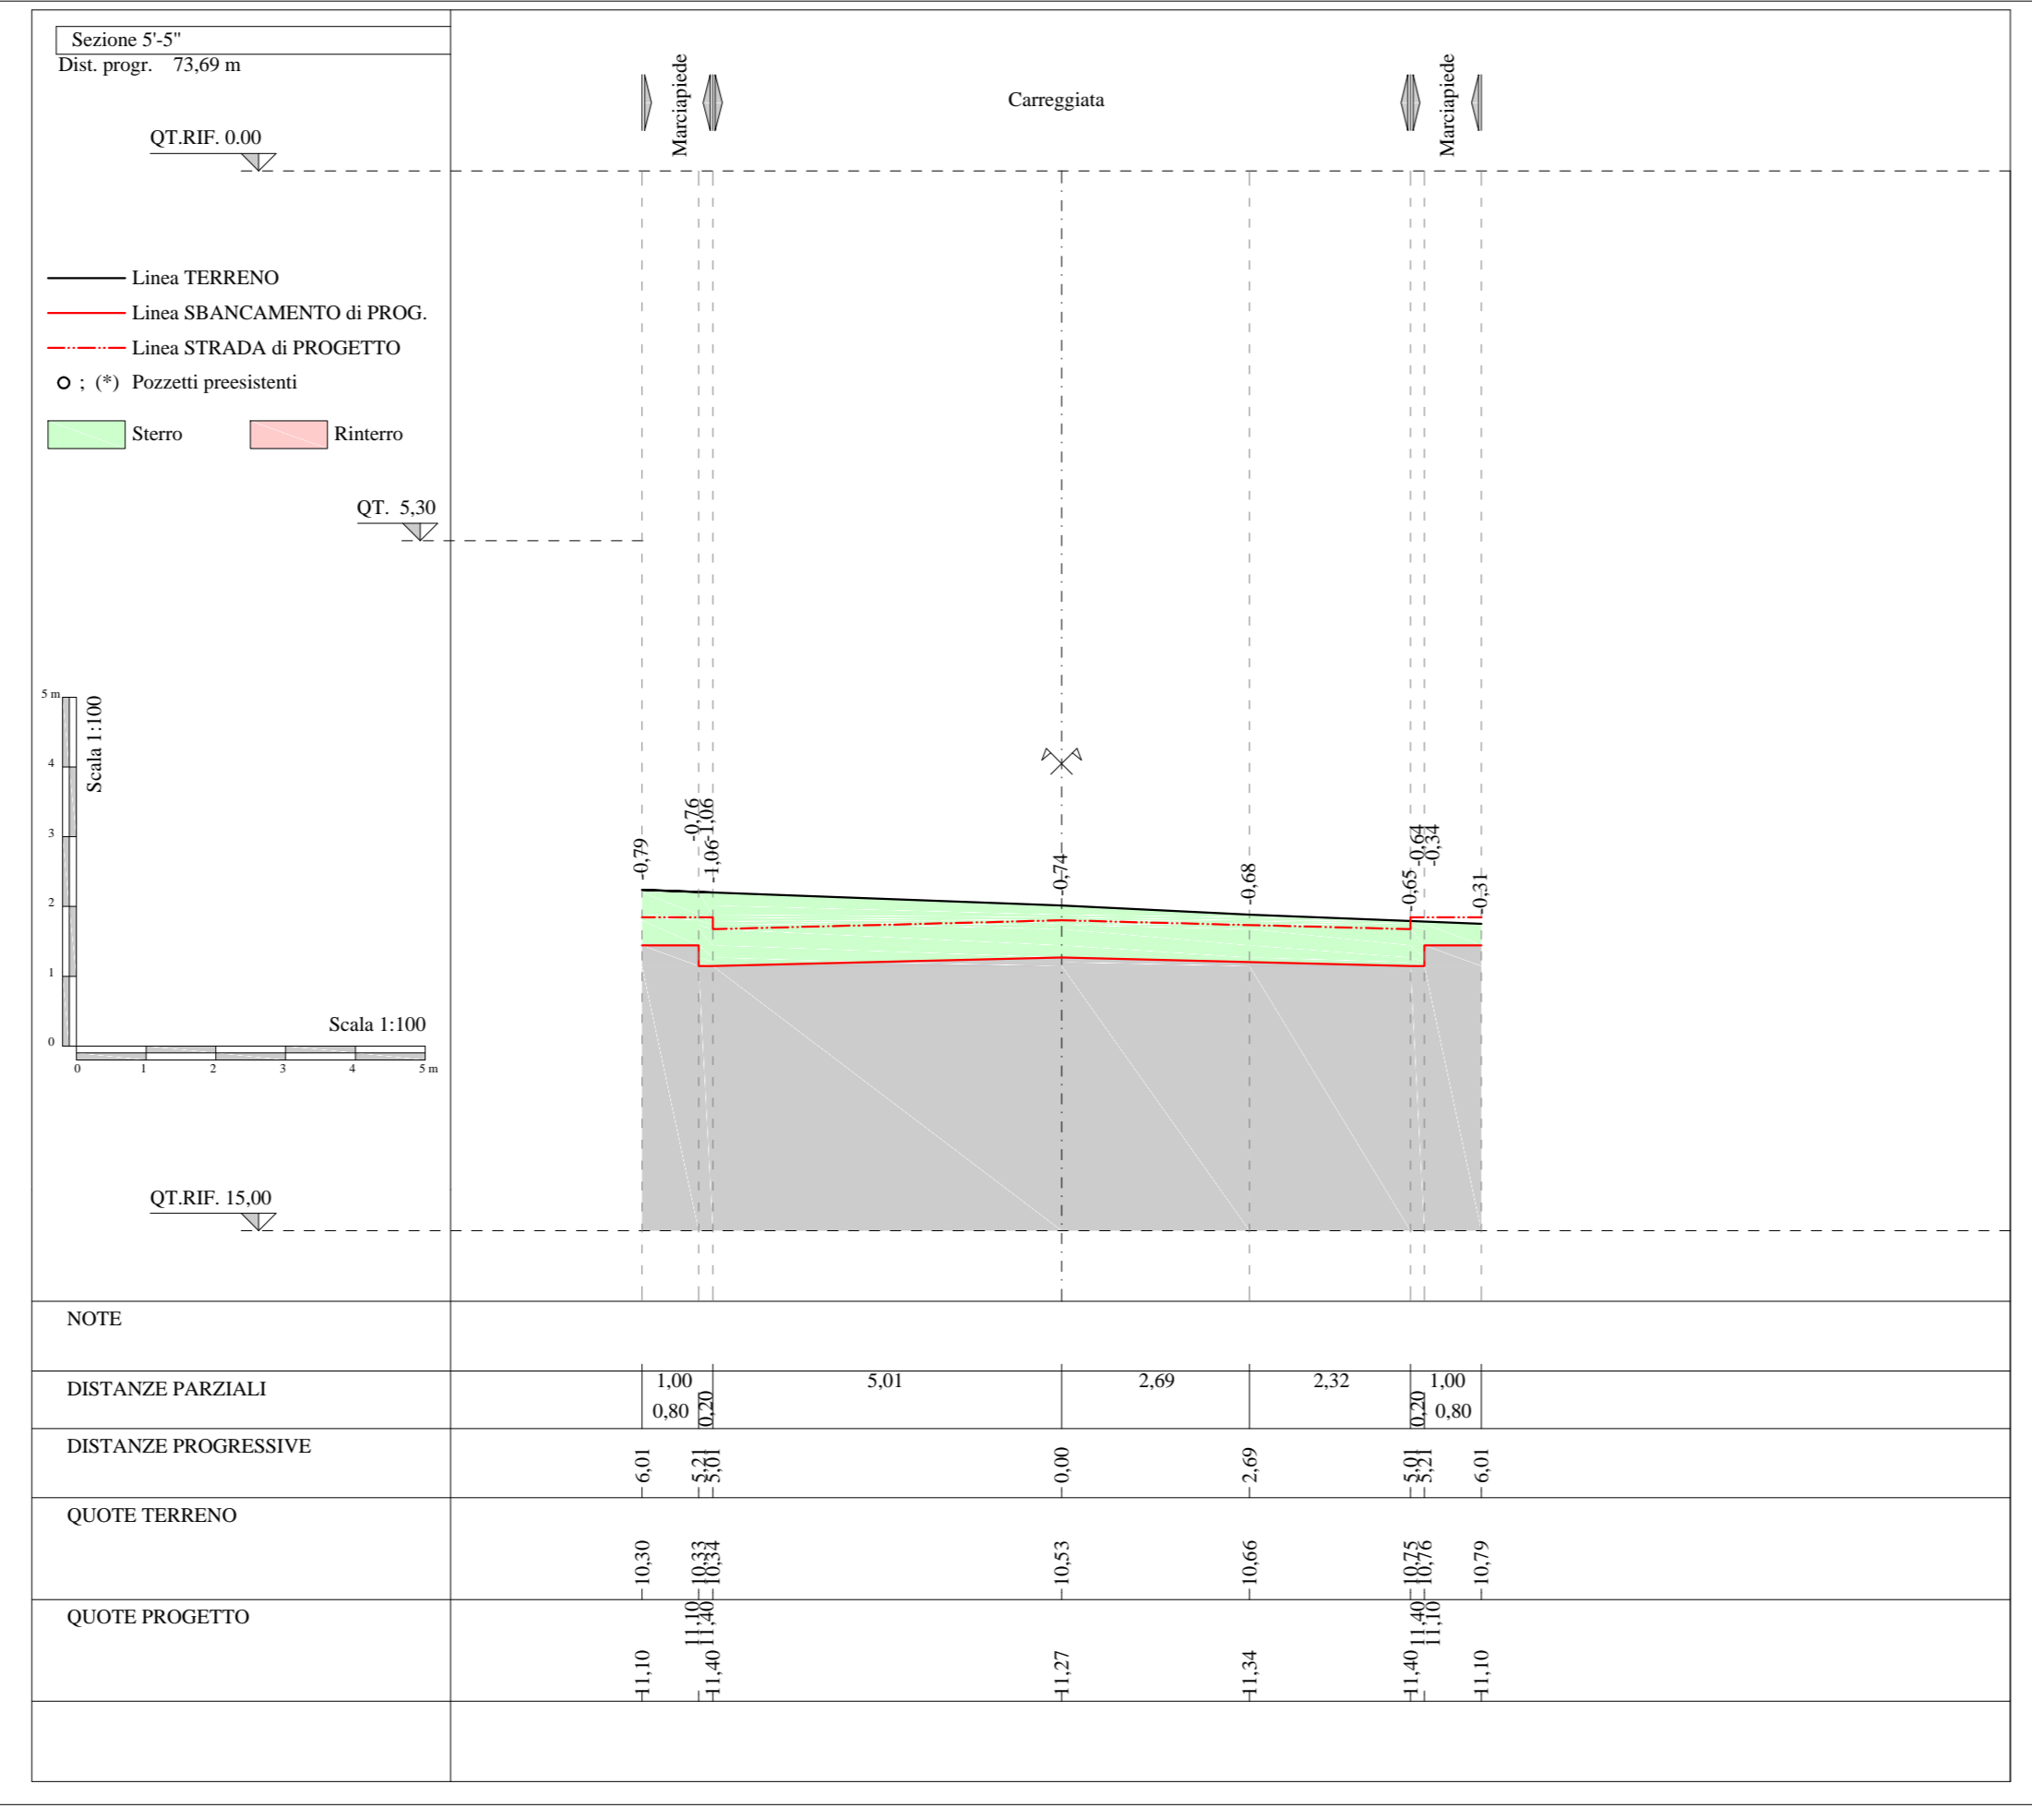 Sezione 5'-5"
Dist. progr. 73,69 m
Marciapiede
Carreggiata
Marciapiede
QT.RIF. 0.00
Linea TERRENO
Linea SBANCAMENTO di PROG.
Linea STRADA di PROGETTO
; (*) Pozzetti preesistenti
Sterro
Rinterro
QT. 5,30
5 m
4
3
2
1
0
Scala 1:100
Scala 1:100
0 1 2 3 4 5 m
-0,79
-0,76
-1,06
-1,06
-0,74
-0,68
-0,65
-0,64
-0,34
-0,31
QT.RIF. 15,00
NOTE
DISTANZE PARZIALI
1,00 5,01 2,69 2,32 1,00
0,80 0,20 0,20 0,80
DISTANZE PROGRESSIVE
6,01 5,21 5,01 0,00 2,69 5,01 5,21 6,01
QUOTE TERRENO
10,30 10,33 10,34 10,53 10,66 10,75 10,76 10,79
QUOTE PROGETTO
11,10 11,40 11,40 11,10
11,10 11,40 11,27 11,34 11,40 11,10